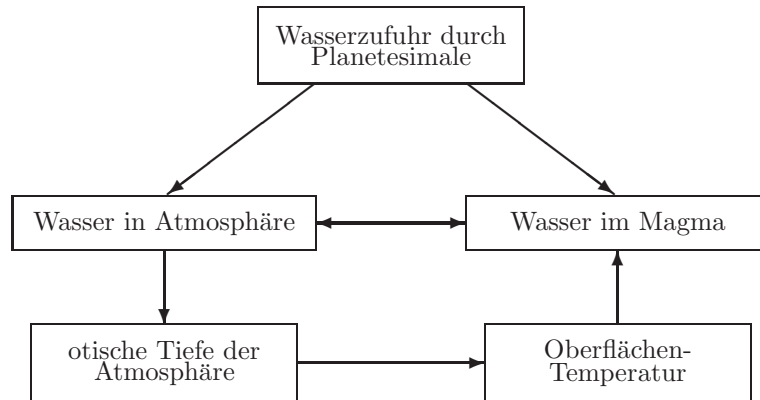 Wasserzufuhr durch
Planetesimale
Wasser in Atmosphäre
Wasser im Magma
otische Tiefe der
Atmosphäre
Oberflächen-
Temperatur